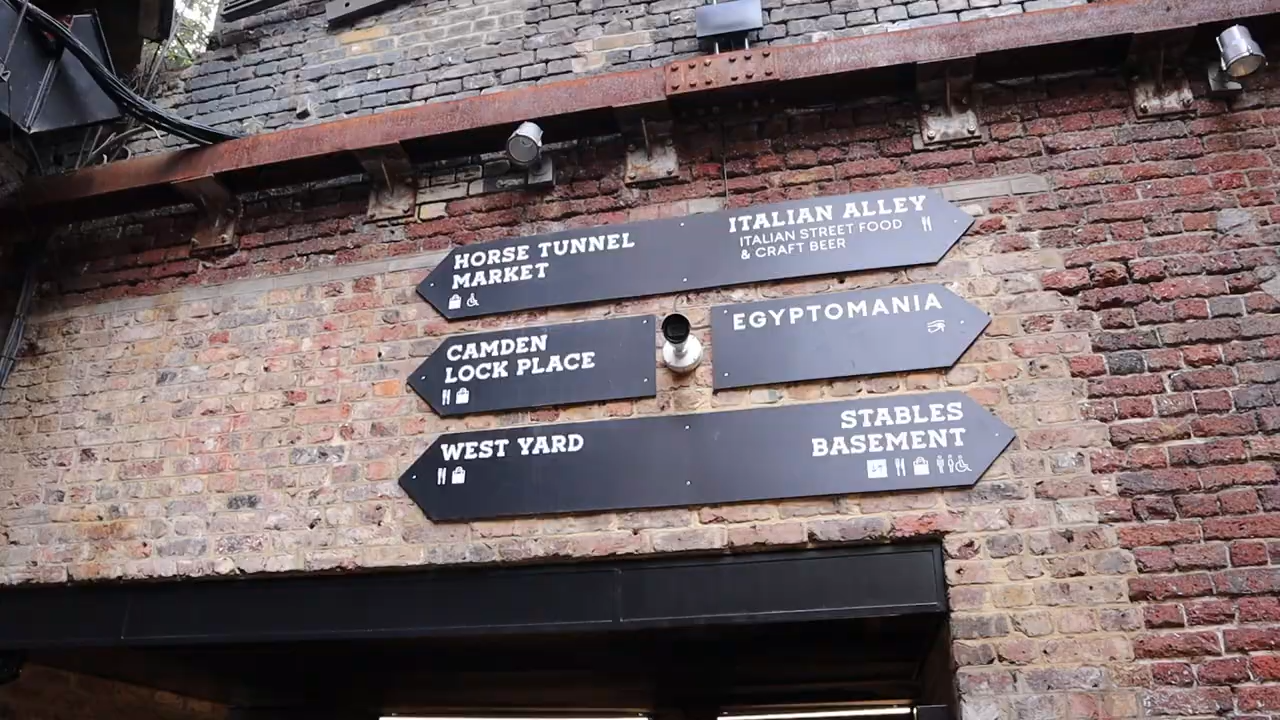 HORSE TUNNEL
MARKET
ITALIAN ALLEY
ITALIAN STREET FOOD
& CRAFT BEER
CAMDEN
LOCK PLACE
EGYPTOMANIA
WEST YARD
STABLES
BASEMENT